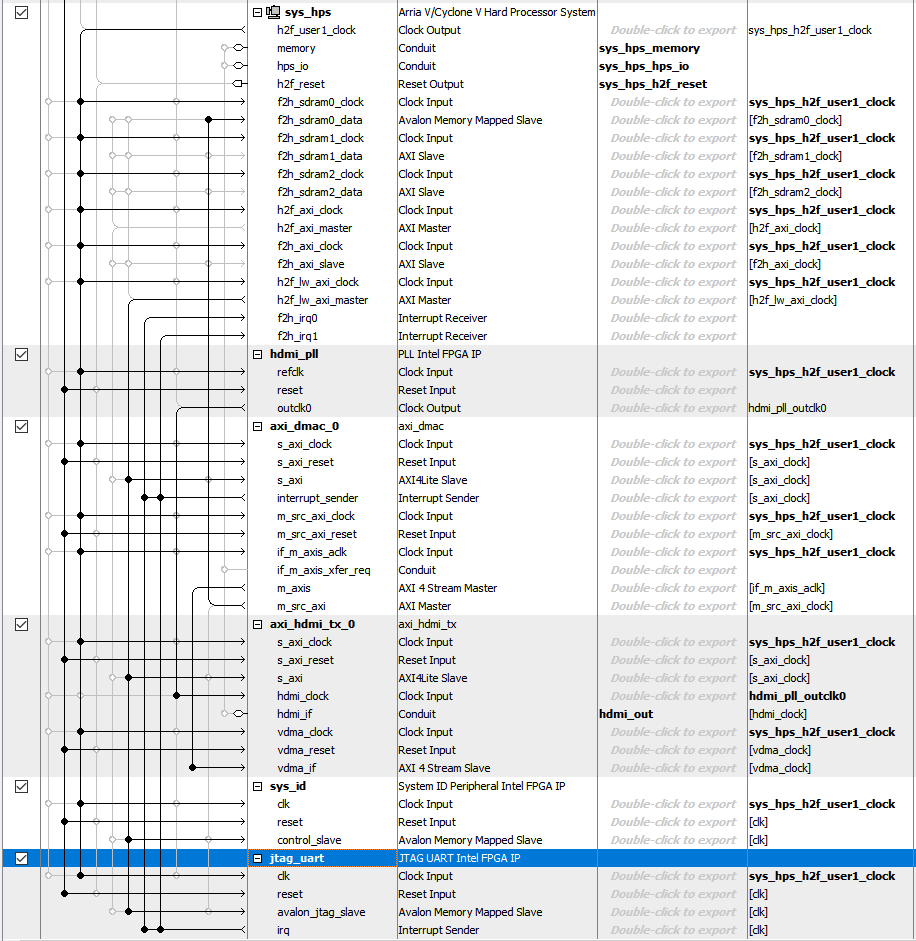 sys_hps Arria V/Cyclone V Hard Processor System
h2f_user1_clock Clock Output Double-click to export sys_hps_h2f_user1_clock
memory Conduit sys_hps_memory
hps_io Conduit sys_hps_hps_io
h2f_reset Reset Output sys_hps_h2f_reset
f2h_sdram0_clock Clock Input Double-click to export sys_hps_h2f_user1_clock
f2h_sdram0_data Avalon Memory Mapped Slave Double-click to export [f2h_sdram0_clock]
f2h_sdram1_clock Clock Input Double-click to export sys_hps_h2f_user1_clock
f2h_sdram1_data AXI Slave Double-click to export [f2h_sdram1_clock]
f2h_sdram2_clock Clock Input Double-click to export sys_hps_h2f_user1_clock
f2h_sdram2_data AXI Slave Double-click to export [f2h_sdram2_clock]
h2f_axi_clock Clock Input Double-click to export sys_hps_h2f_user1_clock
h2f_axi_master AXI Master Double-click to export [h2f_axi_clock]
f2h_axi_clock Clock Input Double-click to export sys_hps_h2f_user1_clock
f2h_axi_slave AXI Slave Double-click to export [f2h_axi_clock]
h2f_lw_axi_clock Clock Input Double-click to export sys_hps_h2f_user1_clock
h2f_lw_axi_master AXI Master Double-click to export [h2f_lw_axi_clock]
f2h_irq0 Interrupt Receiver Double-click to export
f2h_irq1 Interrupt Receiver Double-click to export
hdmi_pll PLL Intel FPGA IP
refclk Clock Input Double-click to export sys_hps_h2f_user1_clock
reset Reset Input Double-click to export
outclk0 Clock Output Double-click to export hdmi_pll_outclk0
axi_dmac_0 axi_dmac
s_axi_clock Clock Input Double-click to export sys_hps_h2f_user1_clock
s_axi_reset Reset Input Double-click to export [s_axi_clock]
s_axi AXI4Lite Slave Double-click to export [s_axi_clock]
interrupt_sender Interrupt Sender Double-click to export [s_axi_clock]
m_src_axi_clock Clock Input Double-click to export sys_hps_h2f_user1_clock
m_src_axi_reset Reset Input Double-click to export [m_src_axi_clock]
if_m_axis_aclk Clock Input Double-click to export sys_hps_h2f_user1_clock
if_m_axis_xfer_req Conduit Double-click to export
m_axis AXI 4 Stream Master Double-click to export [if_m_axis_aclk]
m_src_axi AXI Master Double-click to export [m_src_axi_clock]
axi_hdmi_tx_0 axi_hdmi_tx
s_axi_clock Clock Input Double-click to export sys_hps_h2f_user1_clock
s_axi_reset Reset Input Double-click to export [s_axi_clock]
s_axi AXI4Lite Slave Double-click to export [s_axi_clock]
hdmi_clock Clock Input Double-click to export hdmi_pll_outclk0
hdmi_if Conduit hdmi_out [hdmi_clock]
vdma_clock Clock Input Double-click to export sys_hps_h2f_user1_clock
vdma_reset Reset Input Double-click to export [vdma_clock]
vdma_if AXI 4 Stream Slave Double-click to export [vdma_clock]
sys_id System ID Peripheral Intel FPGA IP
clk Clock Input Double-click to export sys_hps_h2f_user1_clock
reset Reset Input Double-click to export [clk]
control_slave Avalon Memory Mapped Slave Double-click to export [clk]
jtag_uart JTAG UART Intel FPGA IP
clk Clock Input Double-click to export sys_hps_h2f_user1_clock
reset Reset Input Double-click to export [clk]
avalon_jtag_slave Avalon Memory Mapped Slave Double-click to export [clk]
irq Interrupt Sender Double-click to export [clk]